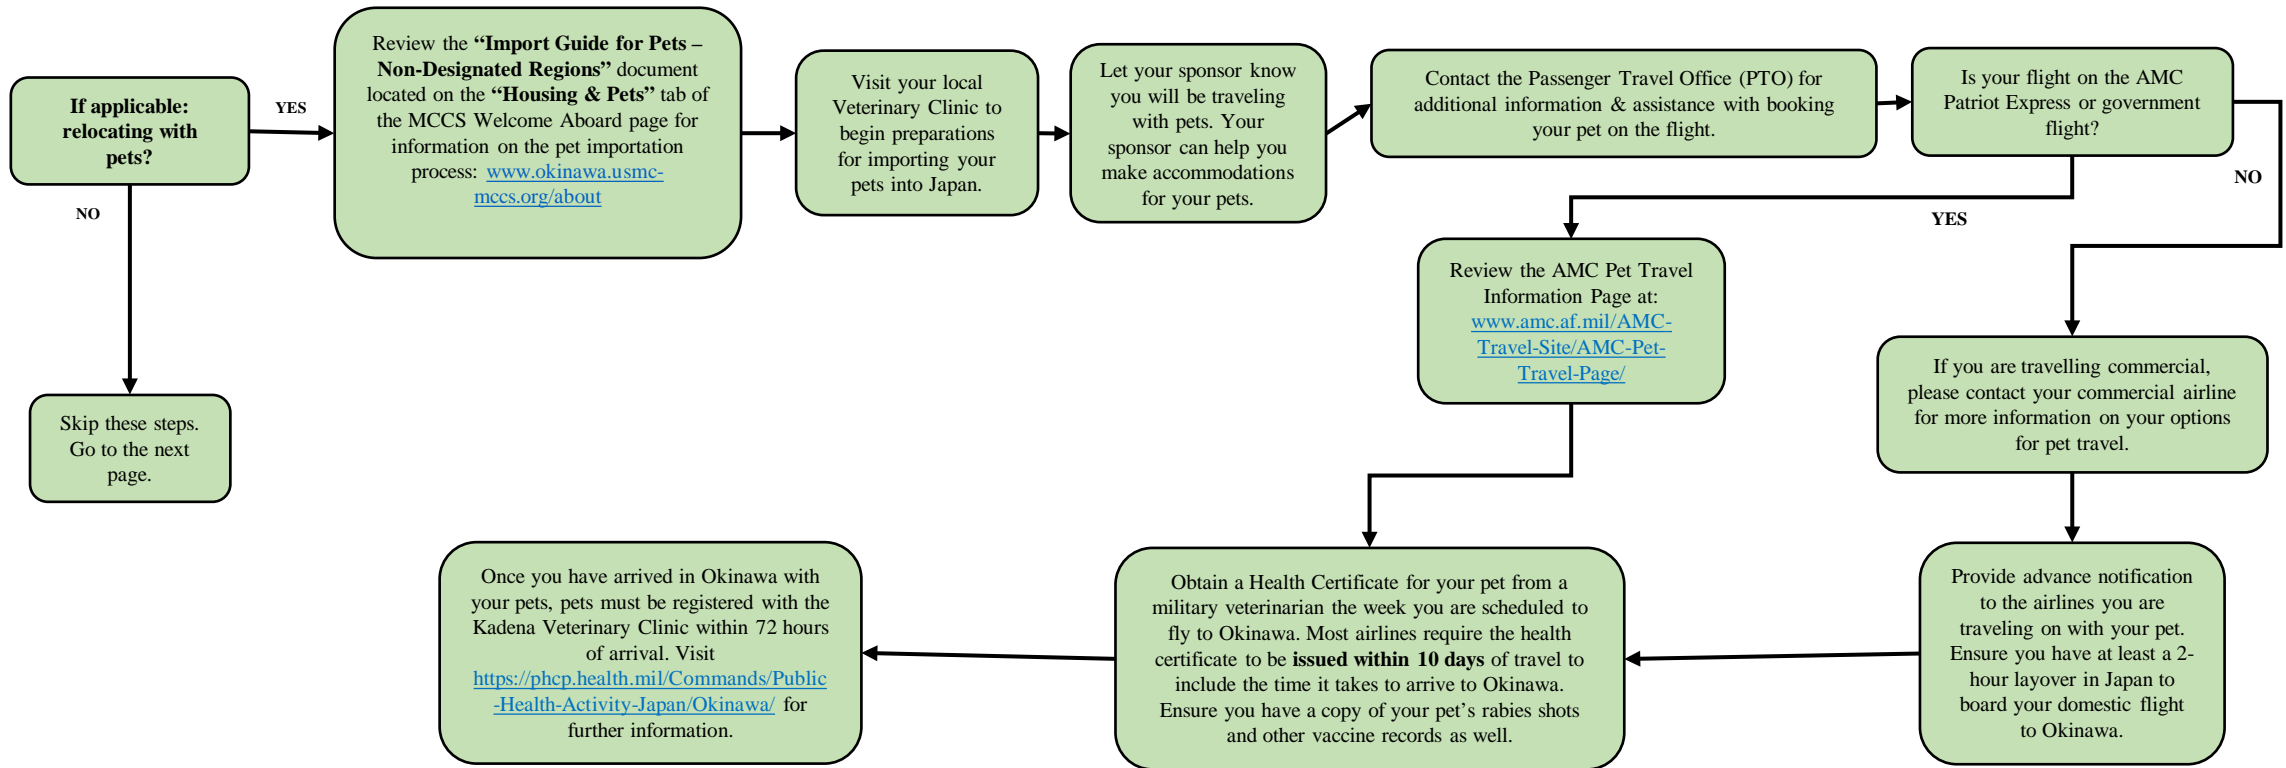 If applicable:
relocating with
pets?
YES
NO
Skip these steps.
Go to the next
page.
Review the “Import Guide for Pets –
Non-Designated Regions” document
located on the “Housing & Pets” tab of
the MCCS Welcome Aboard page for
information on the pet importation
process: www.okinawa.usmc-
mccs.org/about
Visit your local
Veterinary Clinic to
begin preparations
for importing your
pets into Japan.
Let your sponsor know
you will be traveling
with pets. Your
sponsor can help you
make accommodations
for your pets.
Contact the Passenger Travel Office (PTO) for
additional information & assistance with booking
your pet on the flight.
Is your flight on the AMC
Patriot Express or government
flight?
YES
NO
Review the AMC Pet Travel
Information Page at:
www.amc.af.mil/AMC-
Travel-Site/AMC-Pet-
Travel-Page/
If you are travelling commercial,
please contact your commercial airline
for more information on your options
for pet travel.
Provide advance notification
to the airlines you are
traveling on with your pet.
Ensure you have at least a 2-
hour layover in Japan to
board your domestic flight
to Okinawa.
Obtain a Health Certificate for your pet from a
military veterinarian the week you are scheduled to
fly to Okinawa. Most airlines require the health
certificate to be issued within 10 days of travel to
include the time it takes to arrive to Okinawa.
Ensure you have a copy of your pet’s rabies shots
and other vaccine records as well.
Once you have arrived in Okinawa with
your pets, pets must be registered with the
Kadena Veterinary Clinic within 72 hours
of arrival. Visit
https://phcp.health.mil/Commands/Public
-Health-Activity-Japan/Okinawa/ for
further information.